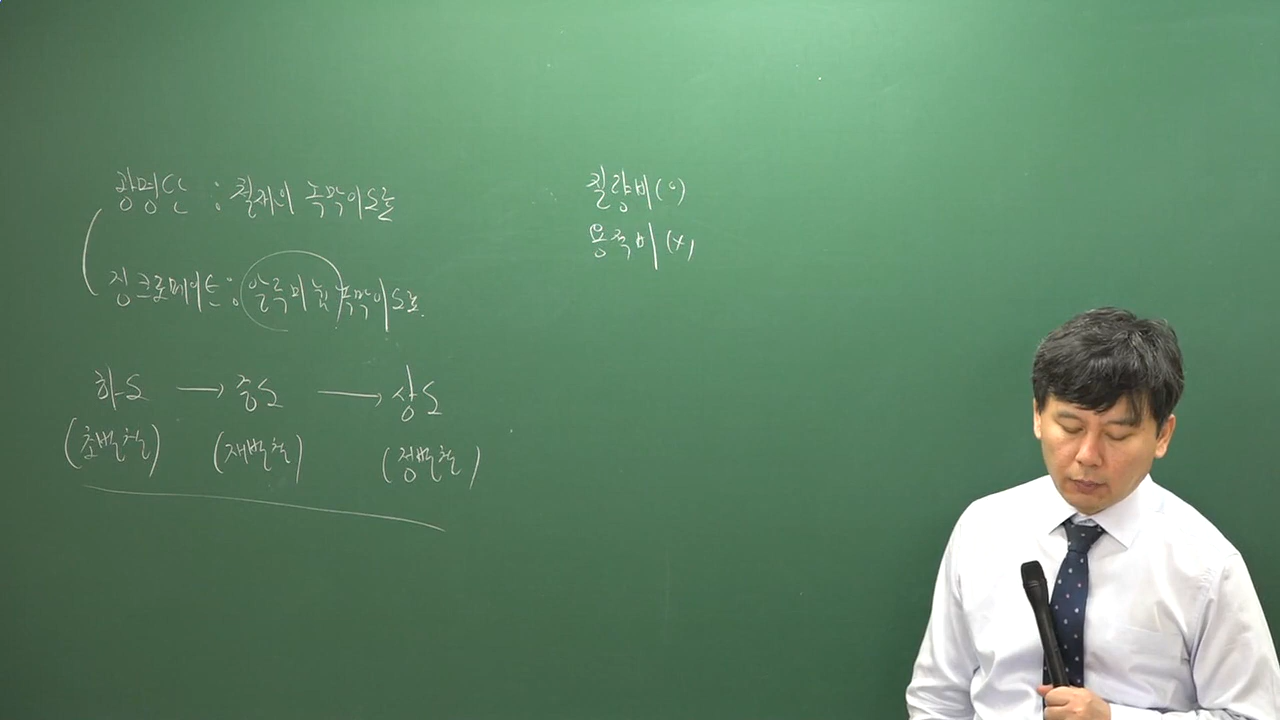 광명단 : 철재의 녹막이도료
징크로메이트 : 알루미늄 녹막이도료.
하도 → 중도 → 상도
(초벌칠) (재벌칠) (정벌칠)
질량비(○)
용적비(×)